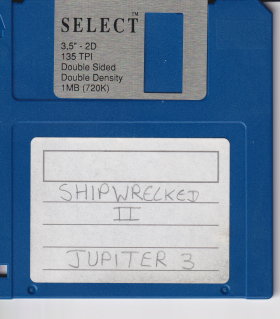 SELECT™
3,5" - 2D
135 TPI
Double Sided
Double Density
1MB (720K)
SHIPWRECKED
II
JUPITER 3